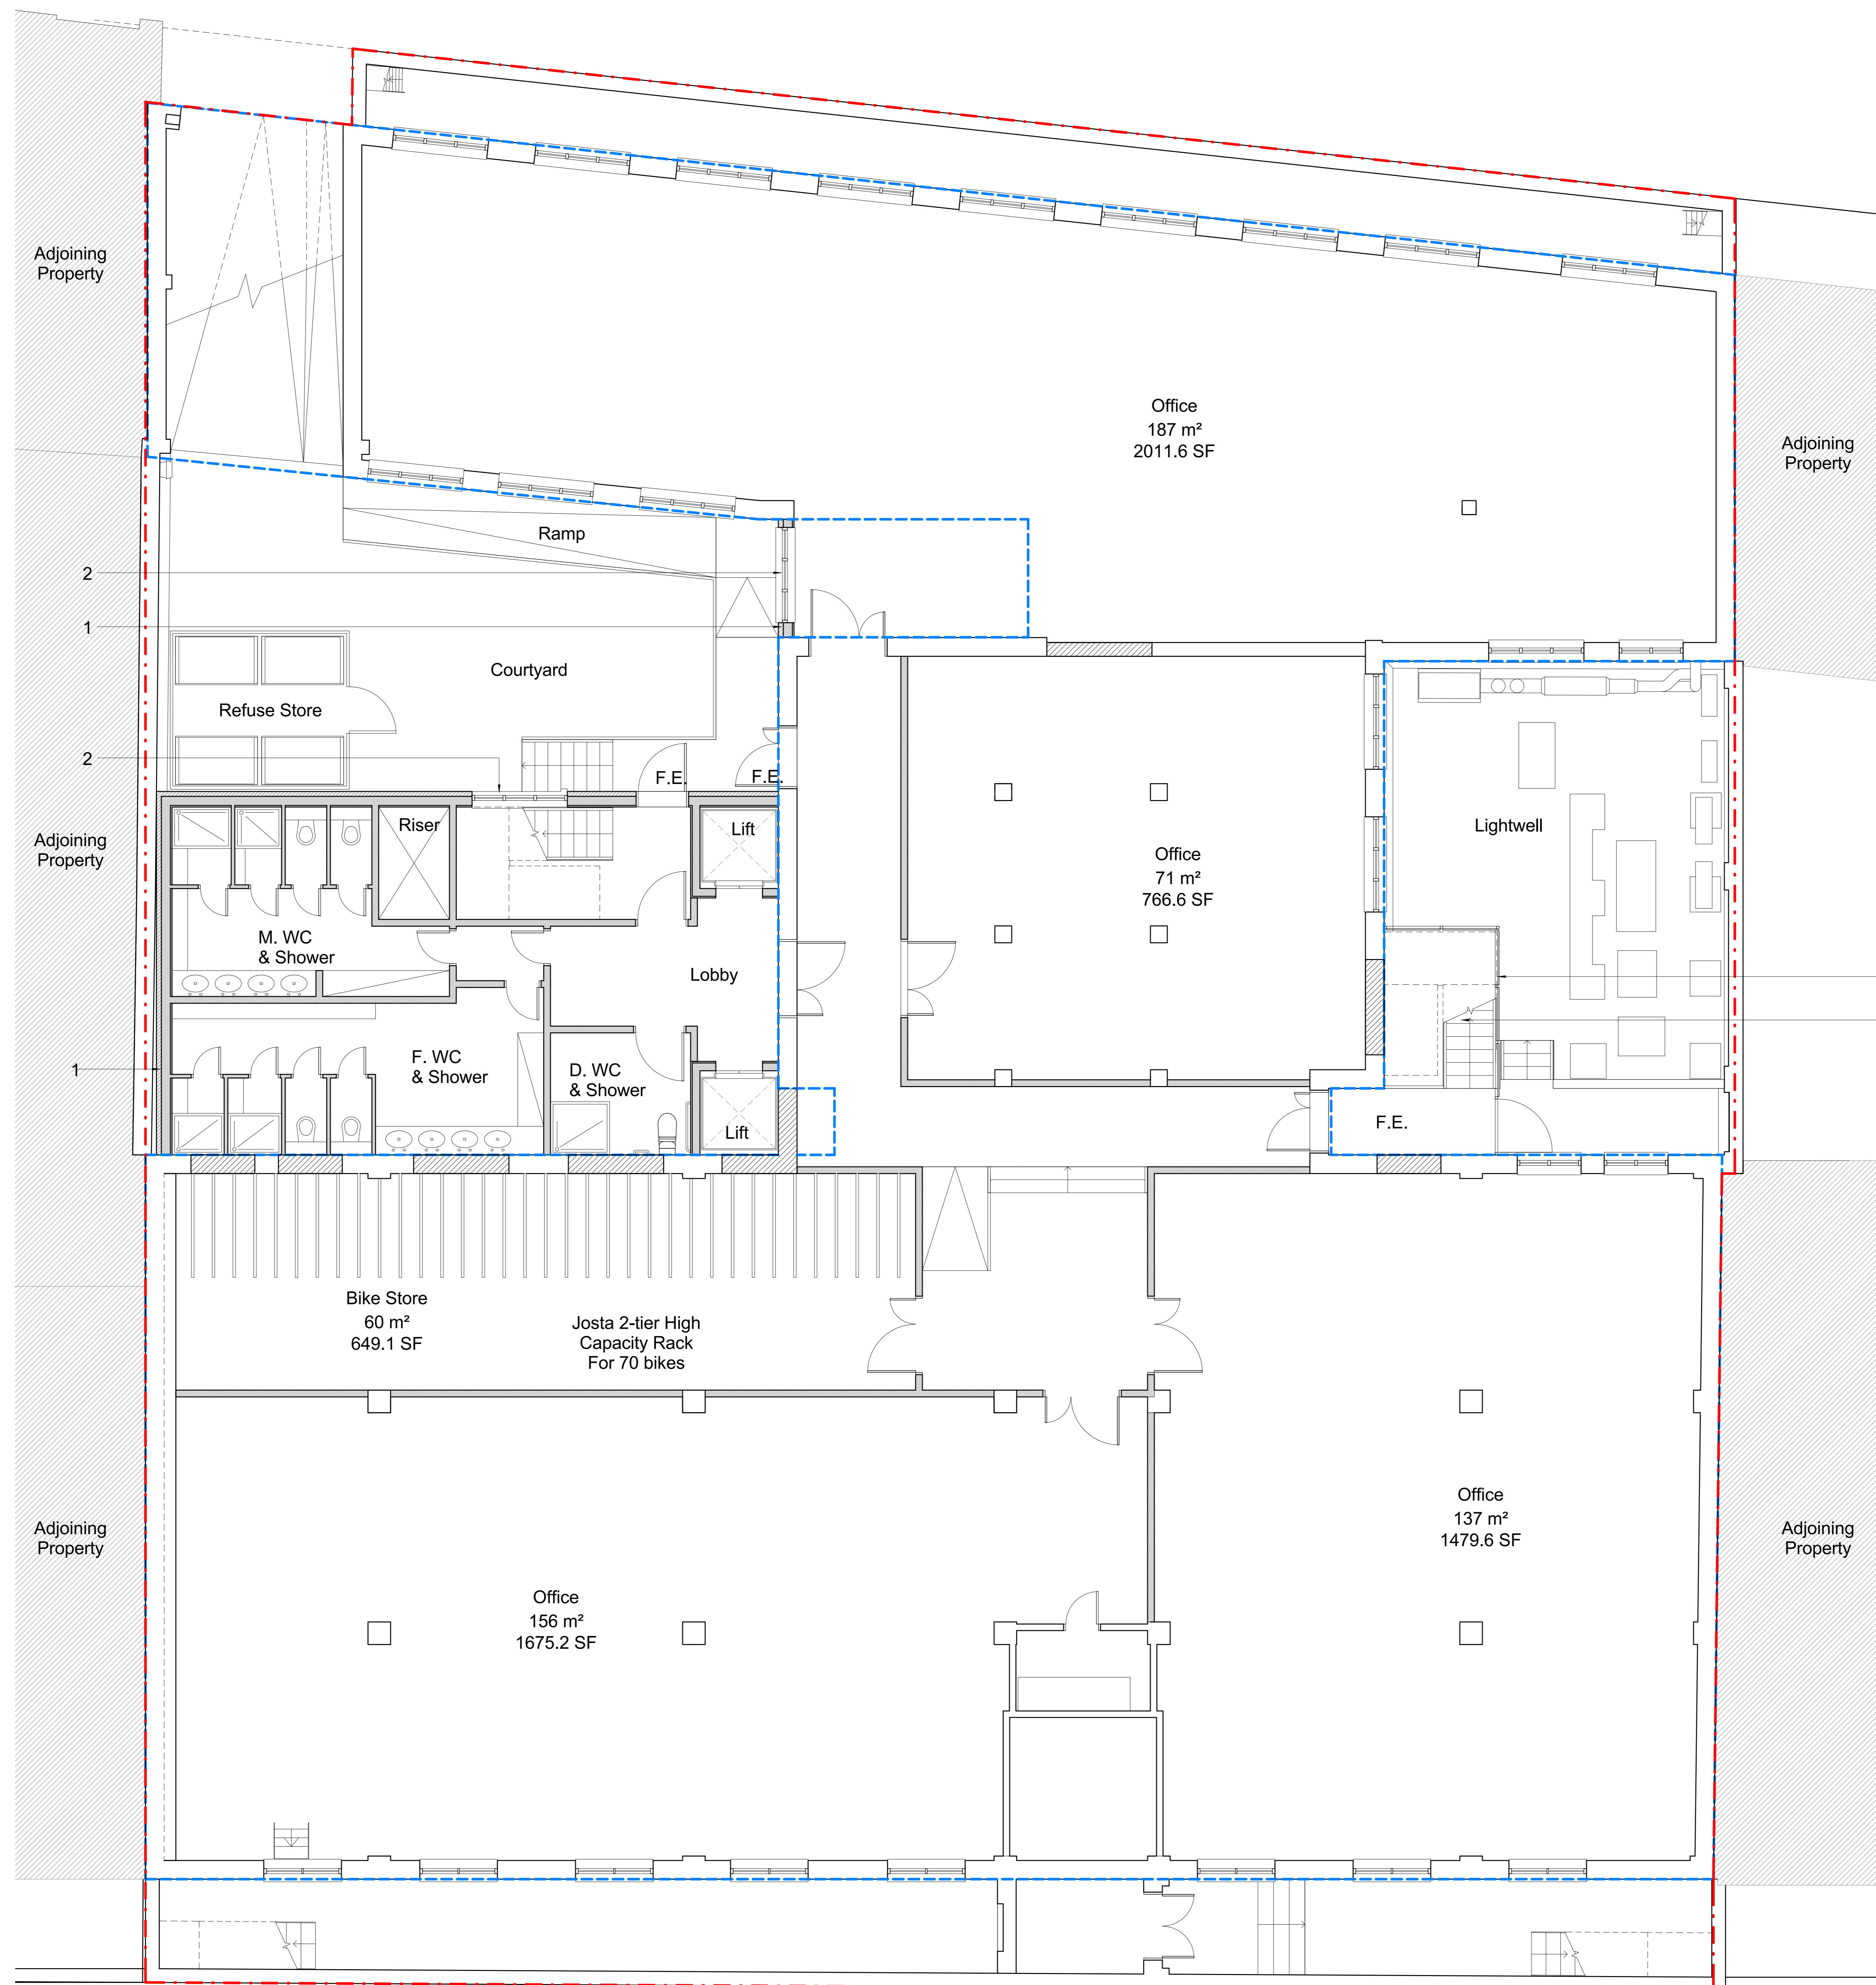 Adjoining
Property
Office
187 m²
2011.6 SF
Adjoining
Property
Ramp
2
1
Courtyard
Refuse Store
2
F.E.
F.E.
Riser
Lift
Lightwell
Adjoining
Property
Office
71 m²
766.6 SF
M. WC
& Shower
Lobby
F. WC
& Shower
D. WC
& Shower
1
Lift
F.E.
Bike Store
60 m²
649.1 SF
Josta 2-tier High
Capacity Rack
For 70 bikes
Office
137 m²
1479.6 SF
Adjoining
Property
Adjoining
Property
Office
156 m²
1675.2 SF